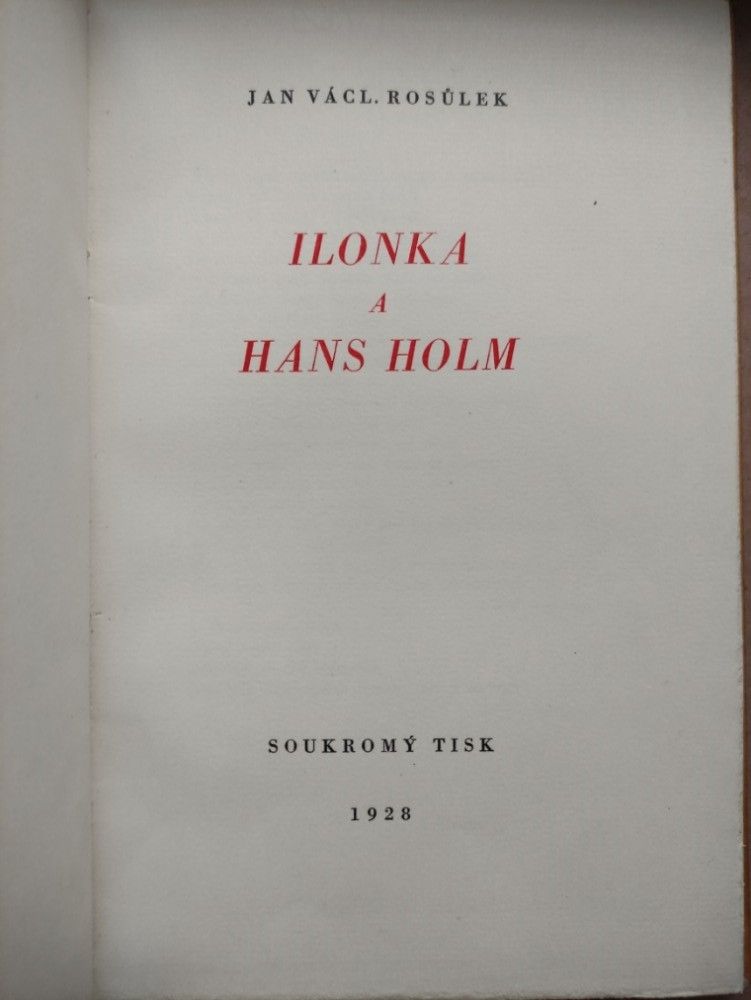 JAN VÁCL. ROSŮLEK
ILONKA
A
HANS HOLM
SOUKROMÝ TISK
1928